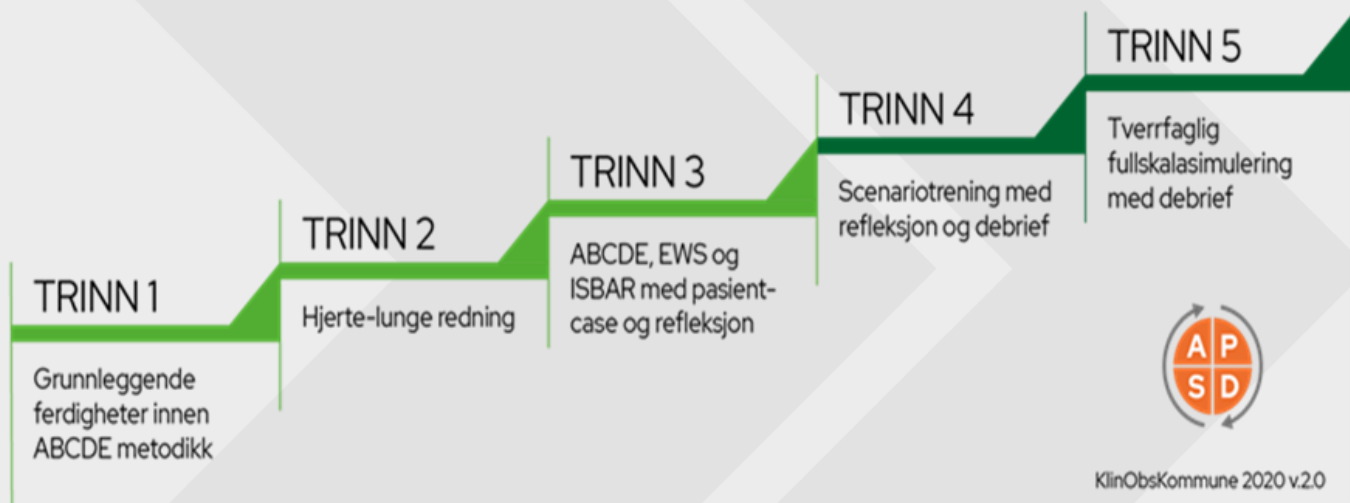 TRINN 1
Grunnleggende
ferdigheter innen
ABCDE metodikk
TRINN 2
Hjerte-lunge redning
TRINN 3
ABCDE, EWS og
ISBAR med pasient-
case og refleksjon
TRINN 4
Scenariotrening med
refleksjon og debrief
TRINN 5
Tverrfaglig
fullskalasimulering
med debrief
A P
S D
KlinObsKommune 2020 v.2.0